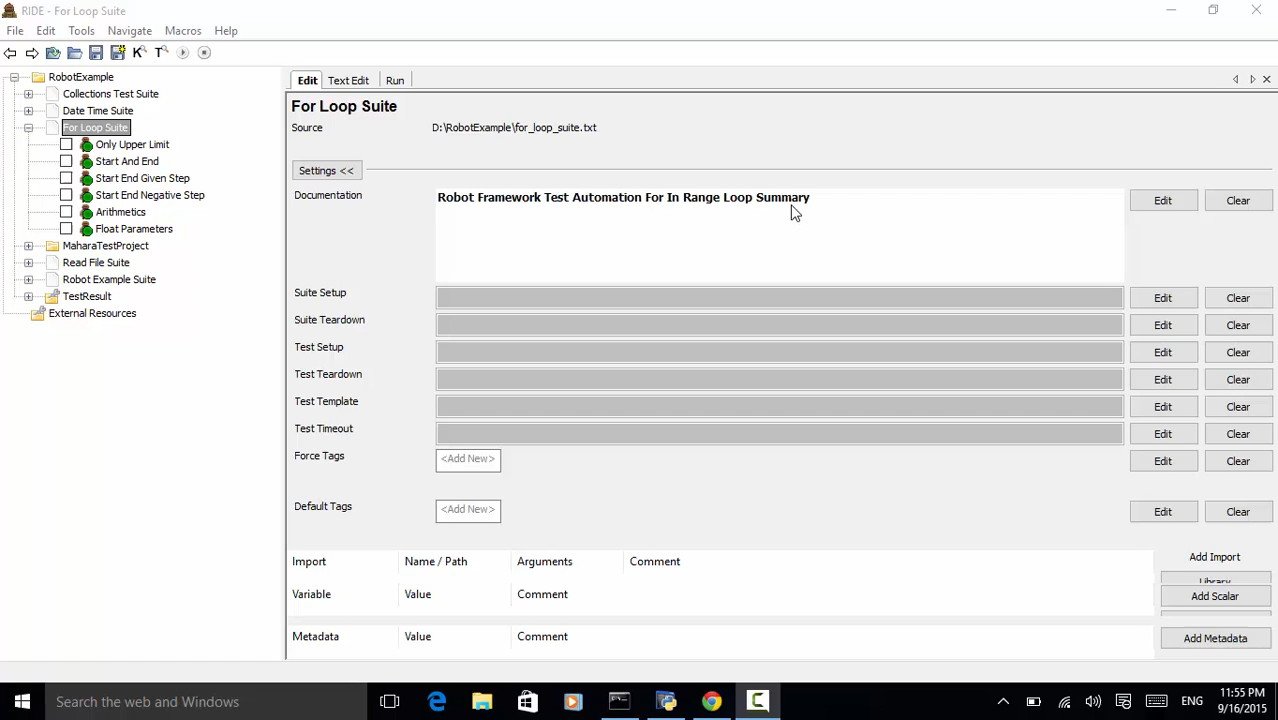 RIDE - For Loop Suite
File Edit Tools Navigate Macros Help
K T
RobotExample
Collections Test Suite
Date Time Suite
For Loop Suite
Only Upper Limit
Start And End
Start End Given Step
Start End Negative Step
Arithmetics
Float Parameters
MaharaTestProject
Read File Suite
Robot Example Suite
TestResult
External Resources
Edit Text Edit Run
For Loop Suite
Source D:\RobotExample\for_loop_suite.txt
Settings <<
Documentation Robot Framework Test Automation For In Range Loop Summary Edit Clear
Suite Setup Edit Clear
Suite Teardown Edit Clear
Test Setup Edit Clear
Test Teardown Edit Clear
Test Template Edit Clear
Test Timeout Edit Clear
Force Tags <Add New> Edit Clear
Default Tags <Add New> Edit Clear
Import Name / Path Arguments Comment Add Import
Library
Variable Value Comment Add Scalar
Metadata Value Comment Add Metadata
Search the web and Windows
ENG
11:55 PM
9/16/2015